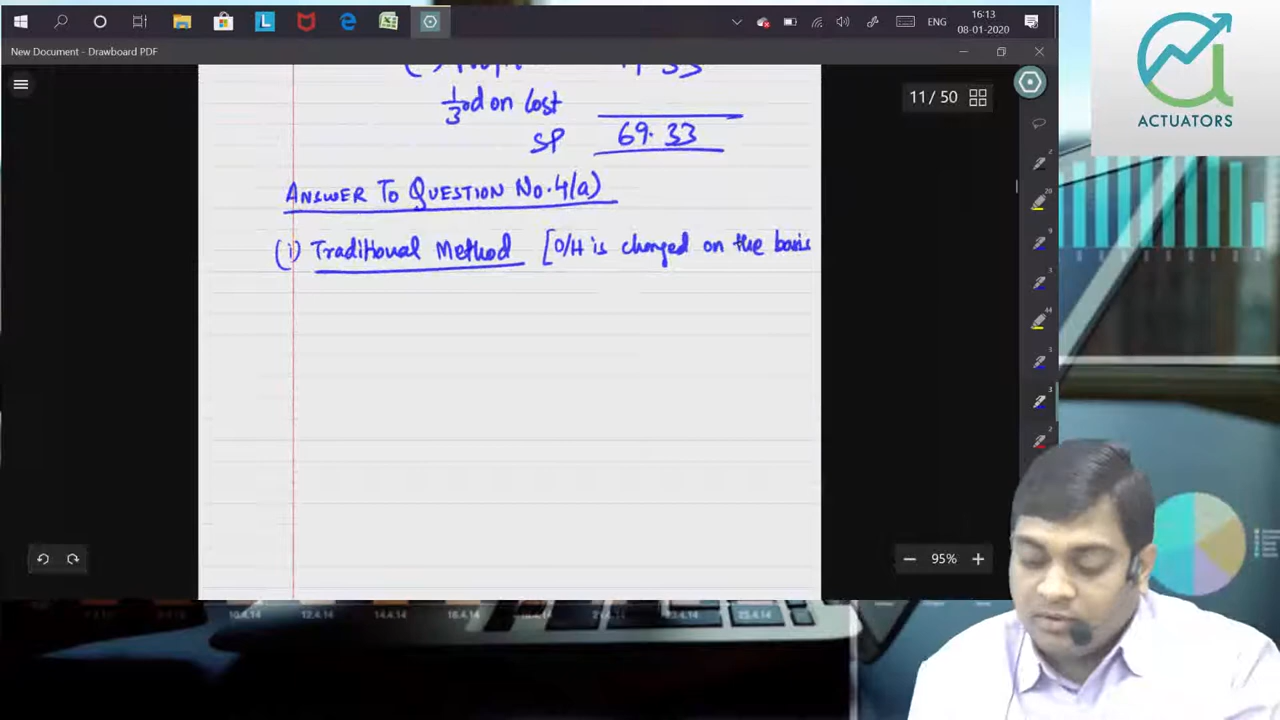 16:13
ENG
08-01-2020
New Document - Drawboard PDF
11 / 50
ACTUATORS
1/3rd on Cost
SP 69.33
ANSWER TO QUESTION No. 4(a)
(i) Traditional Method [O/H is charged on the basis
95%